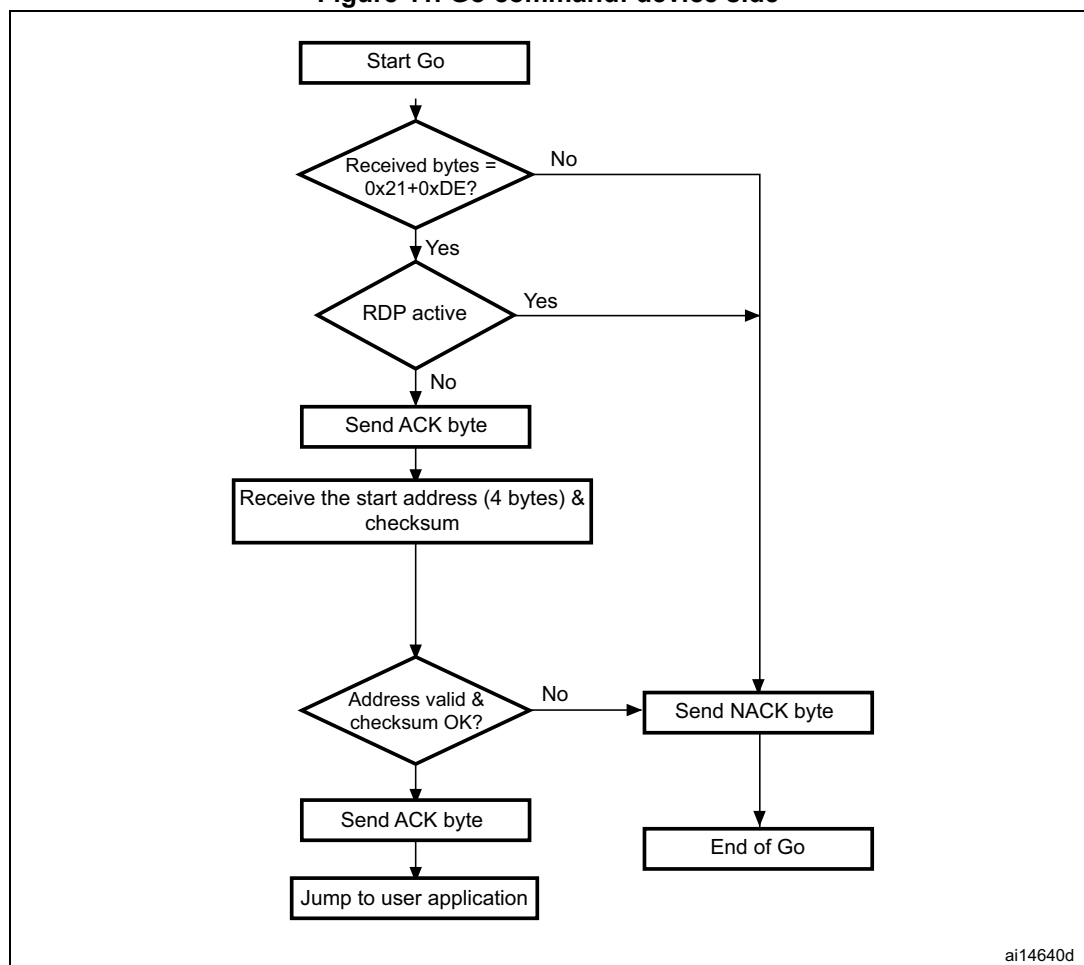 Figure Go command: device side
Start Go
Received bytes =
0x21+0xDE?
No
Yes
RDP active
Yes
No
Send ACK byte
Receive the start address (4 bytes) &
checksum
Address valid &
checksum OK?
No
Send NACK byte
Send ACK byte
End of Go
Jump to user application
ai14640d